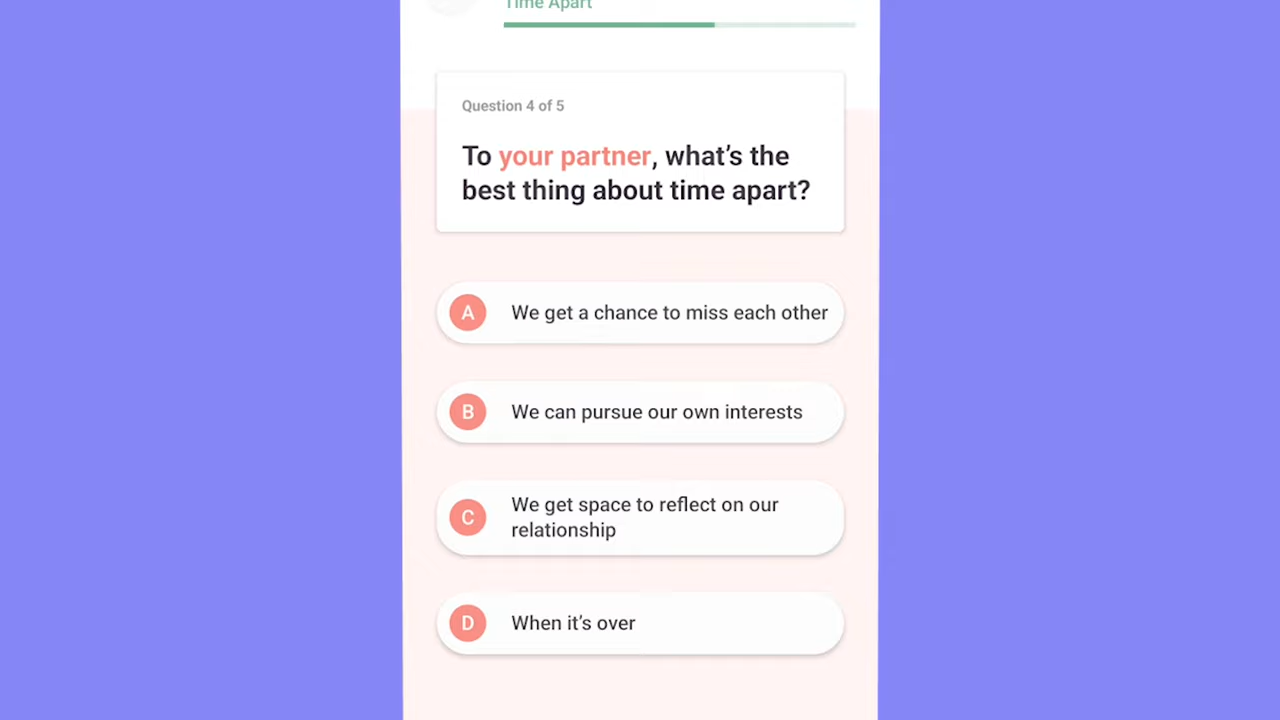 Time Apart
Question 4 of 5
To your partner, what's the
best thing about time apart?
A We get a chance to miss each other
B We can pursue our own interests
C We get space to reflect on our
relationship
D When it's over